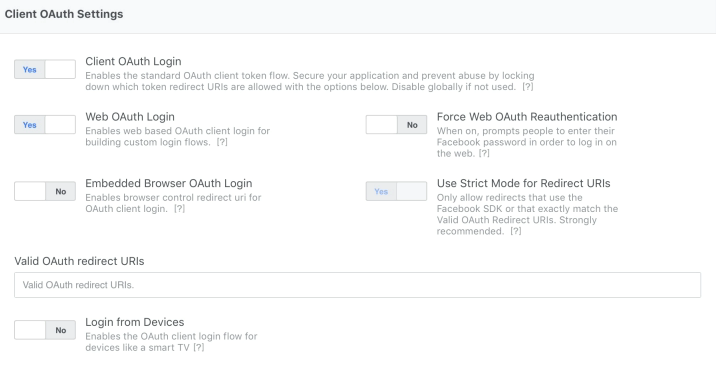 Client OAuth Settings
Yes
Client OAuth Login
Enables the standard OAuth client token flow. Secure your application and prevent abuse by locking
down which token redirect URIs are allowed with the options below. Disable globally if not used. [?]
Yes
Web OAuth Login
Enables web based OAuth client login for
building custom login flows. [?]
No
Force Web OAuth Reauthentication
When on, prompts people to enter their
Facebook password in order to log in on
the web. [?]
No
Embedded Browser OAuth Login
Enables browser control redirect uri for
OAuth client login. [?]
Yes
Use Strict Mode for Redirect URIs
Only allow redirects that use the
Facebook SDK or that exactly match the
Valid OAuth Redirect URIs. Strongly
recommended. [?]
Valid OAuth redirect URIs
Valid OAuth redirect URIs.
No
Login from Devices
Enables the OAuth client login flow for
devices like a smart TV [?]